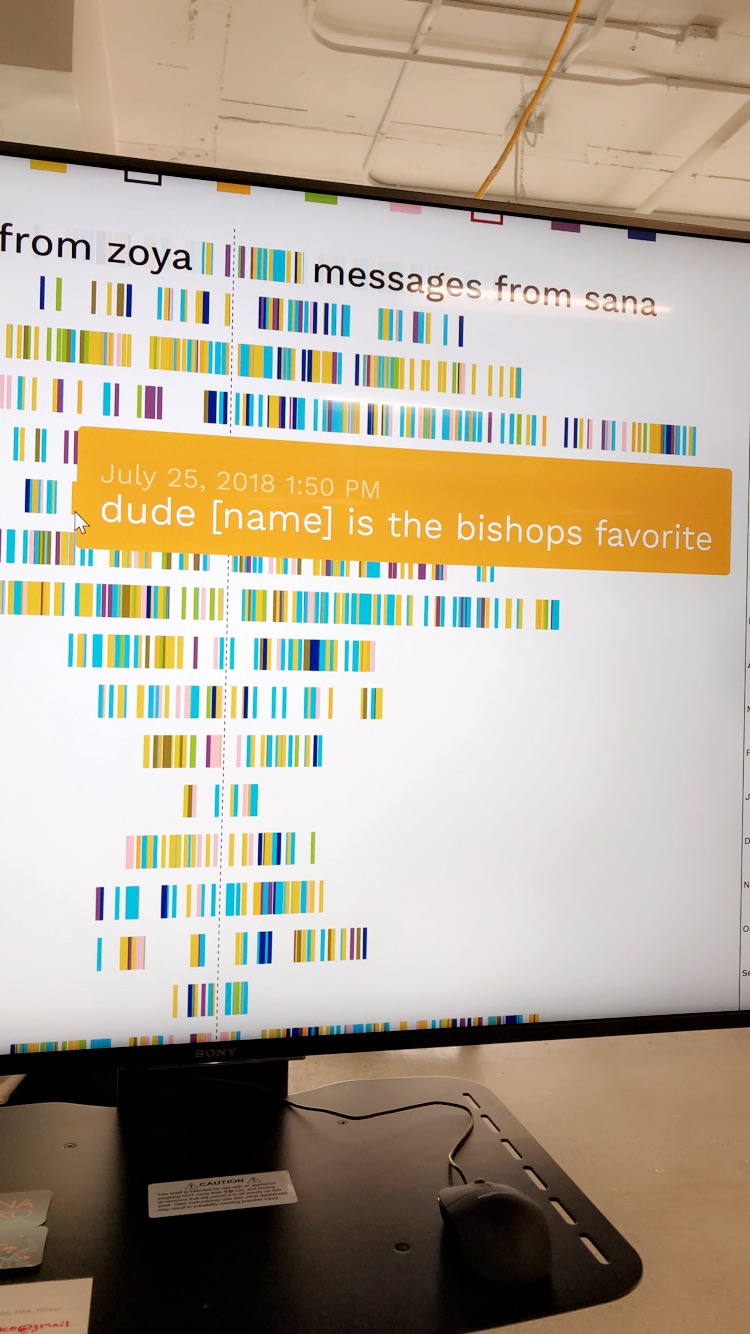 from zoya
messages from sana
July 25, 2018 1:50 PM
dude [name] is the bishops favorite
SONY
CAUTION
@gmail